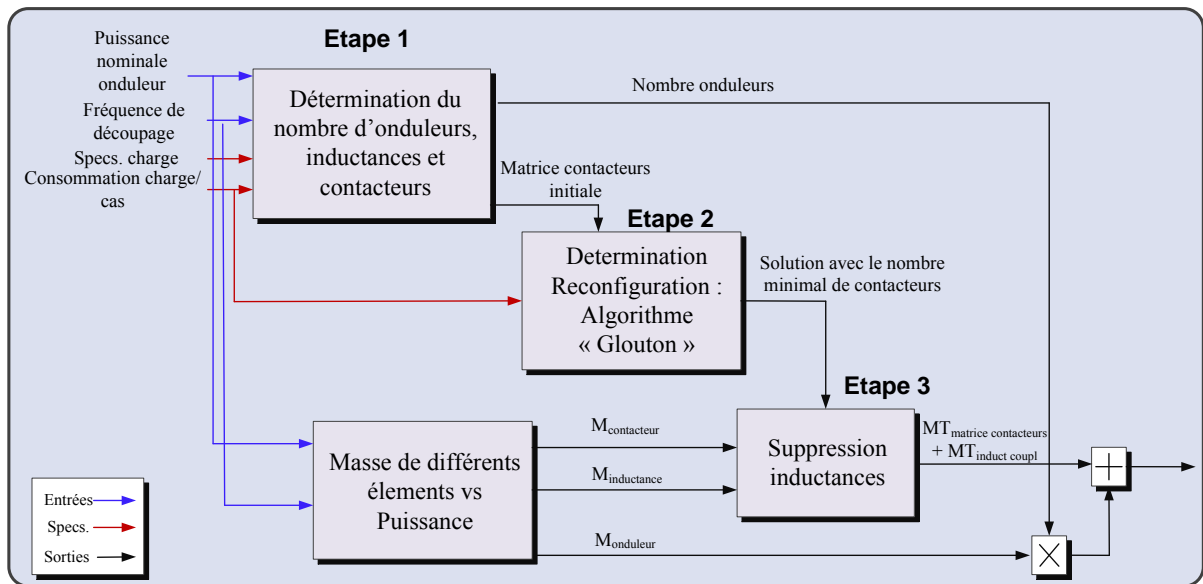 Etape 1
Puissance
nominale
onduleur
Fréquence de
découpage
Specs. charge
Consommation charge/
cas
Détermination du
nombre d'onduleurs,
inductances et
contacteurs
Nombre onduleurs
Matrice contacteurs
initiale
Etape 2
Determination
Reconfiguration :
Algorithme
« Glouton »
Solution avec le nombre
minimal de contacteurs
Etape 3
Masse de différents
élements vs
Puissance
Mcontacteur
Minductance
Monduleur
Suppression
inductances
MTmatrice contacteurs
+ MTinduct coupl
+
×
Entrées
Specs.
Sorties